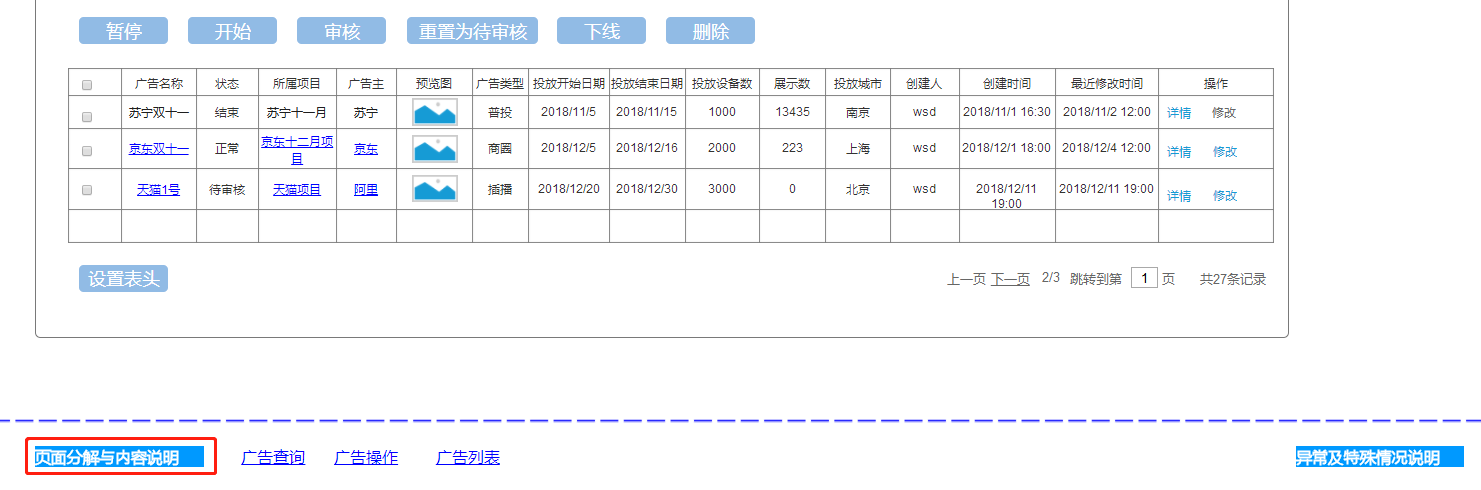 暂停 开始 审核 重置为待审核 下线 删除
广告名称 状态 所属项目 广告主 预览图 广告类型 投放开始日期 投放结束日期 投放设备数 展示数 投放城市 创建人 创建时间 最近修改时间 操作
苏宁双十一 结束 苏宁十一月 苏宁 普投 2018/11/5 2018/11/15 1000 13435 南京 wsd 2018/11/1 16:30 2018/11/2 12:00 详情 修改
京东双十一 正常 京东十二月项目 京东 商圈 2018/12/5 2018/12/16 2000 223 上海 wsd 2018/12/1 18:00 2018/12/4 12:00 详情 修改
天猫1号 待审核 天猫项目 阿里 插播 2018/12/20 2018/12/30 3000 0 北京 wsd 2018/12/11 19:00 2018/12/11 19:00 详情 修改
设置表头 上一页 下一页 2/3 跳转到第 1 页 共27条记录
页面分解与内容说明 广告查询 广告操作 广告列表 异常及特殊情况说明